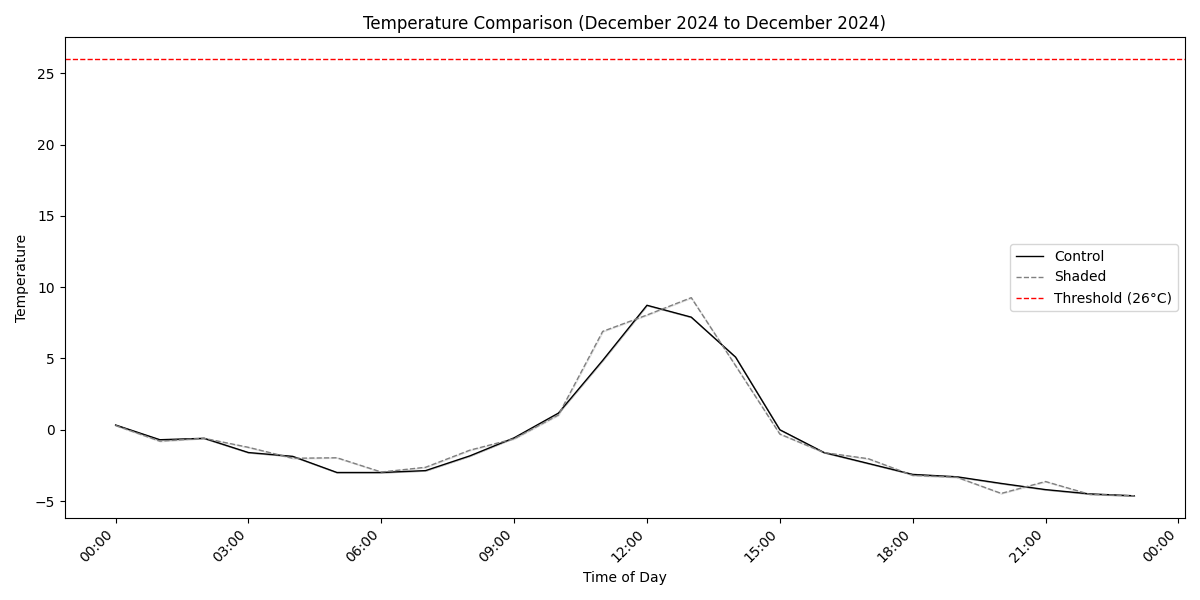 Temperature Comparison (December 2024 to December 2024)
Temperature
25
20
15
10
5
0
−5
Control
Shaded
Threshold (26°C)
00:00
03:00
06:00
09:00
12:00
15:00
18:00
21:00
00:00
Time of Day